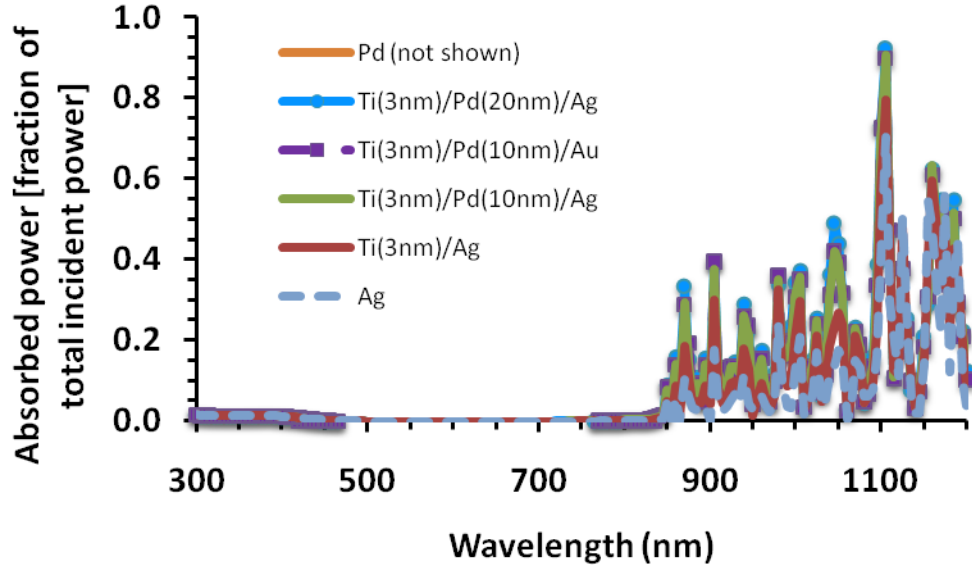 Absorbed power [fraction of
total incident power]
1.0
0.8
0.6
0.4
0.2
0.0
Pd (not shown)
Ti(3nm)/Pd(20nm)/Ag
Ti(3nm)/Pd(10nm)/Au
Ti(3nm)/Pd(10nm)/Ag
Ti(3nm)/Ag
Ag
300
500
700
900
1100
Wavelength (nm)